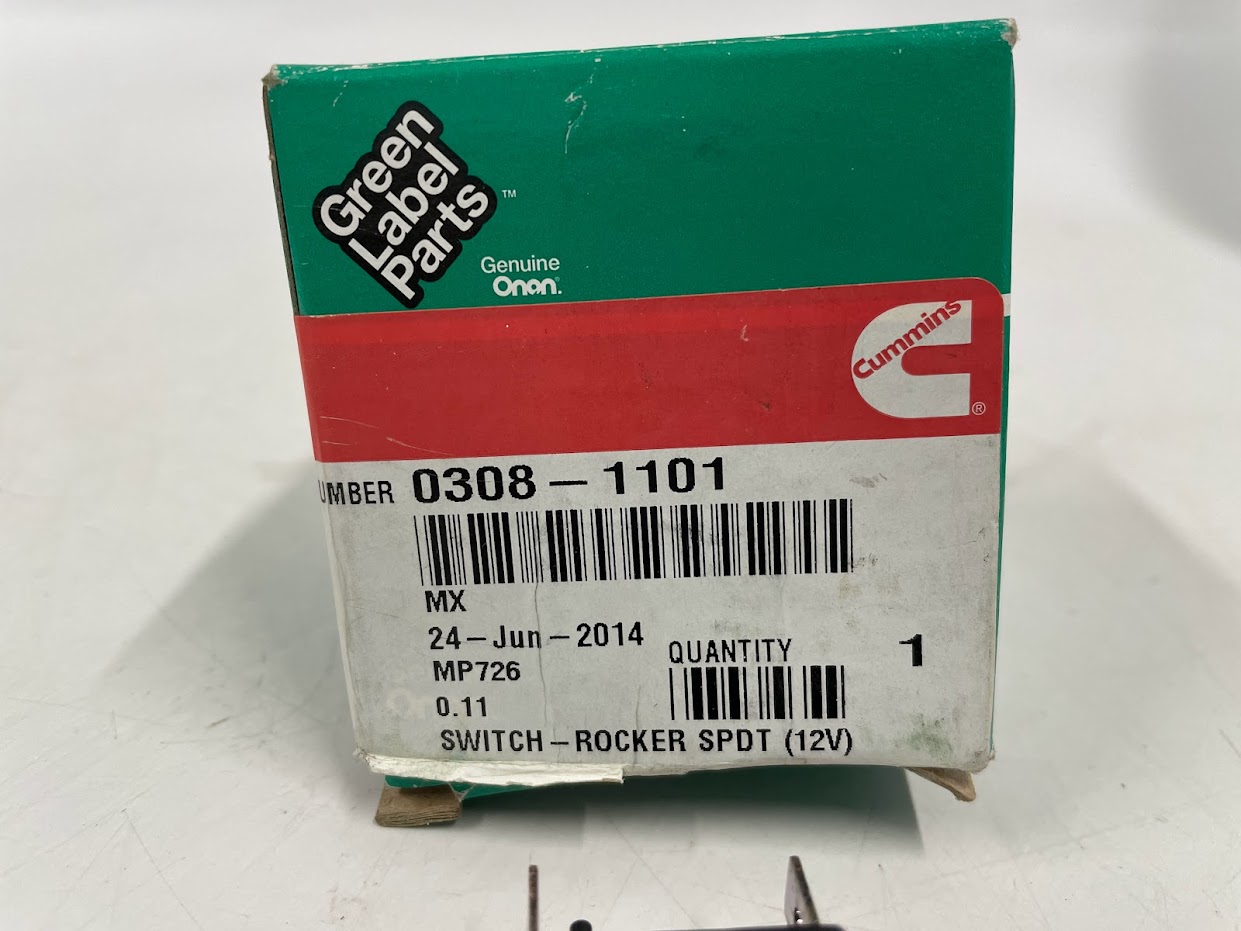 Green
Label
Parts
™
Genuine
Onan®
Cummins
®
UMBER 0308-1101
MX
24-Jun-2014
MP726
QUANTITY 1
0.11
SWITCH-ROCKER SPDT (12V)